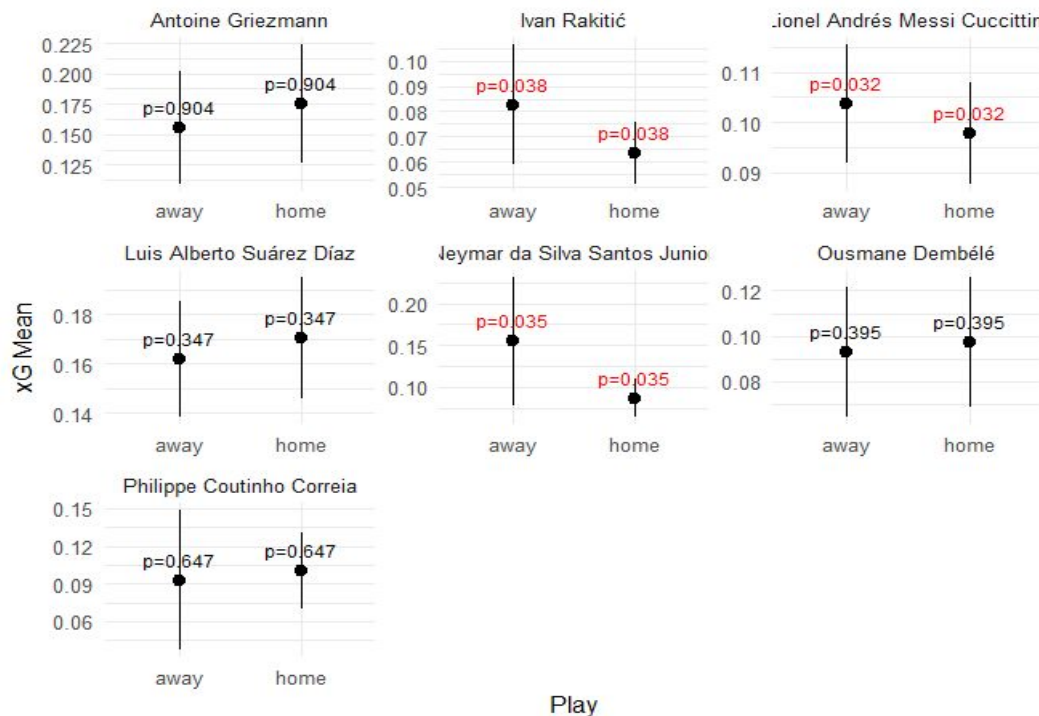 Antoine Griezmann
0.225
0.200
0.175
0.150
0.125
p=0.904
p=0.904
away
home
Ivan Rakitić
0.10
0.09
0.08
0.07
0.06
0.05
p=0.038
p=0.038
away
home
Lionel Andrés Messi Cuccittin
0.11
0.10
0.09
p=0.032
p=0.032
away
home
xG Mean
Luis Alberto Suárez Díaz
0.18
0.16
0.14
p=0.347
p=0.347
away
home
Neymar da Silva Santos Junio
0.20
0.15
0.10
p=0.035
p=0.035
away
home
Ousmane Dembélé
0.12
0.10
0.08
p=0.395
p=0.395
away
home
Philippe Coutinho Correia
0.15
0.12
0.09
0.06
p=0.647
p=0.647
away
home
Play